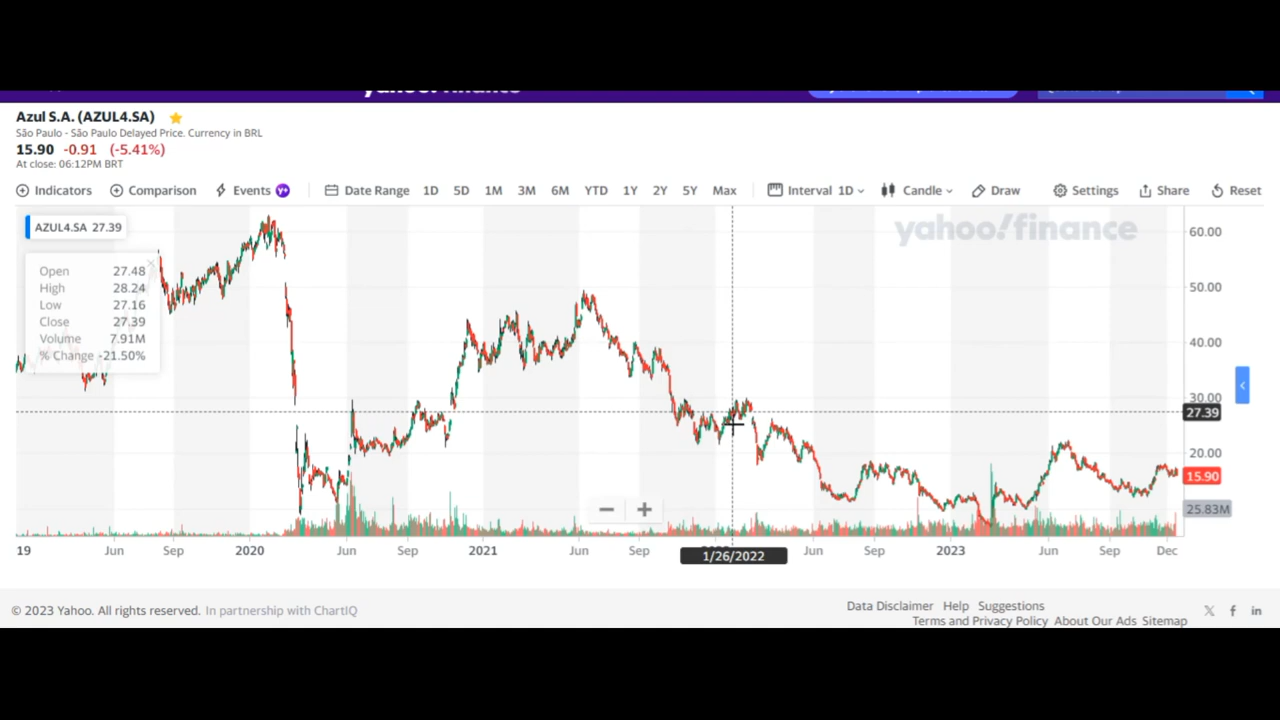 yahoo!finance
Azul S.A. (AZUL4.SA)
São Paulo - São Paulo Delayed Price. Currency in BRL
15.90 -0.91 (-5.41%)
At close: 06:12PM BRT
Indicators Comparison Events Y+ Date Range 1D 5D 1M 3M 6M YTD 1Y 2Y 5Y Max Interval 1D Candle Draw Settings Share Reset
AZUL4.SA 27.39
yahoo!finance
Open 27.48
High 28.24
Low 27.16
Close 27.39
Volume 7.91M
% Change -21.50%
60.00
50.00
40.00
30.00
27.39
20.00
15.90
25.83M
19 Jun Sep 2020 Jun Sep 2021 Jun Sep Jun Sep 2023 Jun Sep Dec
1/26/2022
© 2023 Yahoo. All rights reserved. In partnership with ChartIQ
Data Disclaimer Help Suggestions
Terms and Privacy Policy About Our Ads Sitemap